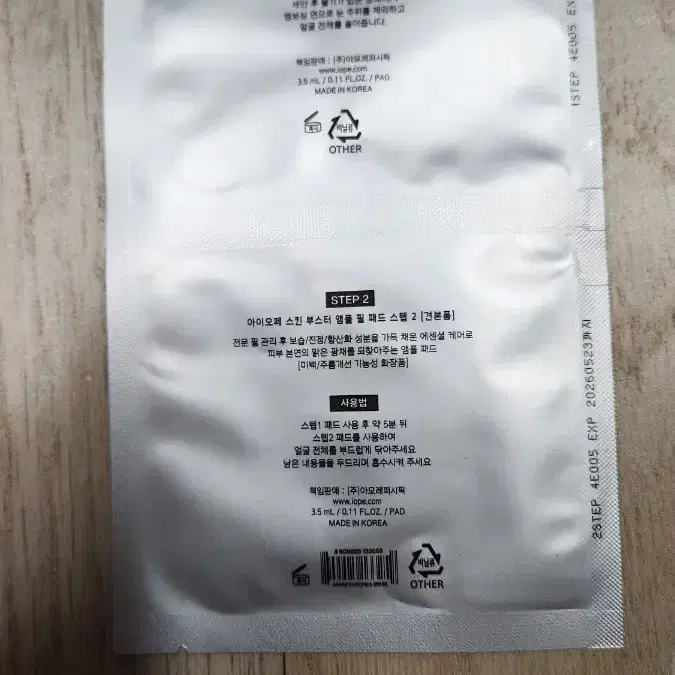 엠보싱 면으로 눈 주위를 제외하고
얼굴 전체를 쓸어줍니다.
책임판매 : (주)아모레퍼시픽
www.iope.com
3.5 mL / 0.11 FL.OZ. / PAD
MADE IN KOREA
비닐류
OTHER
1STEP 4E005 EXP
STEP 2
아이오페 스킨 부스터 앰플 필 패드 스텝 2 [견본품]
전문 필 관리 후 보습/진정/항산화 성분을 가득 채운 에센셜 케어로
피부 본연의 맑은 광채를 되찾아주는 앰플 패드
[미백/주름개선 기능성 화장품]
사용법
스텝1 패드 사용 후 약 5분 뒤
스텝2 패드를 사용하여
얼굴 전체를 부드럽게 닦아주세요
남은 내용물을 두드리며 흡수시켜 주세요
책임판매 : (주)아모레퍼시픽
www.iope.com
3.5 mL / 0.11 FL.OZ. / PAD
MADE IN KOREA
비닐류
OTHER
2STEP 4E005 EXP 20260523까지